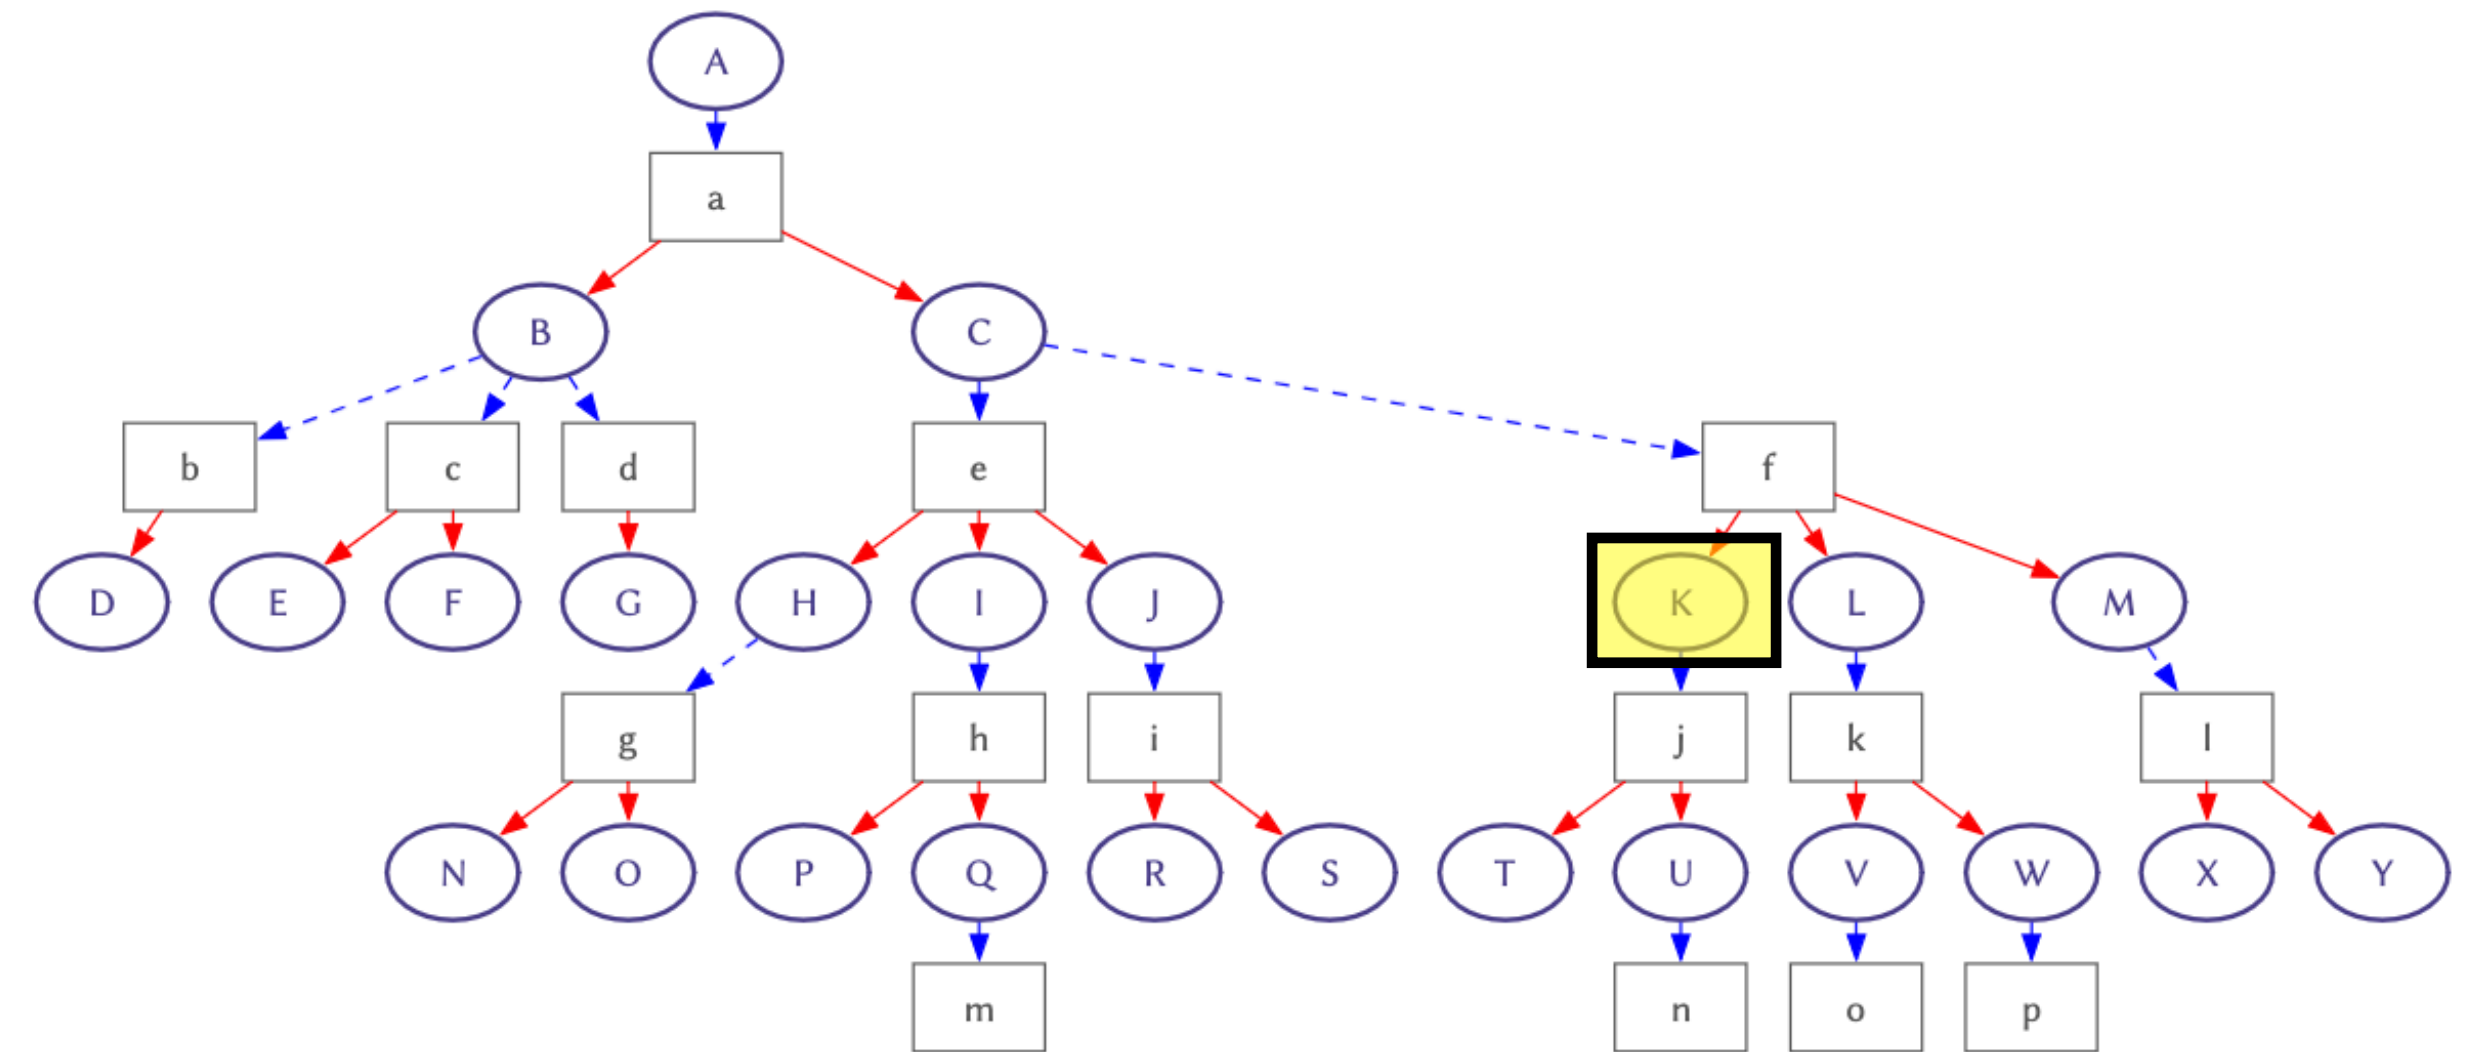 A
a
B C
b c d e f
D E F G H I J K L M
g h i j k l
N O P Q R S T U V W X Y
m n o p